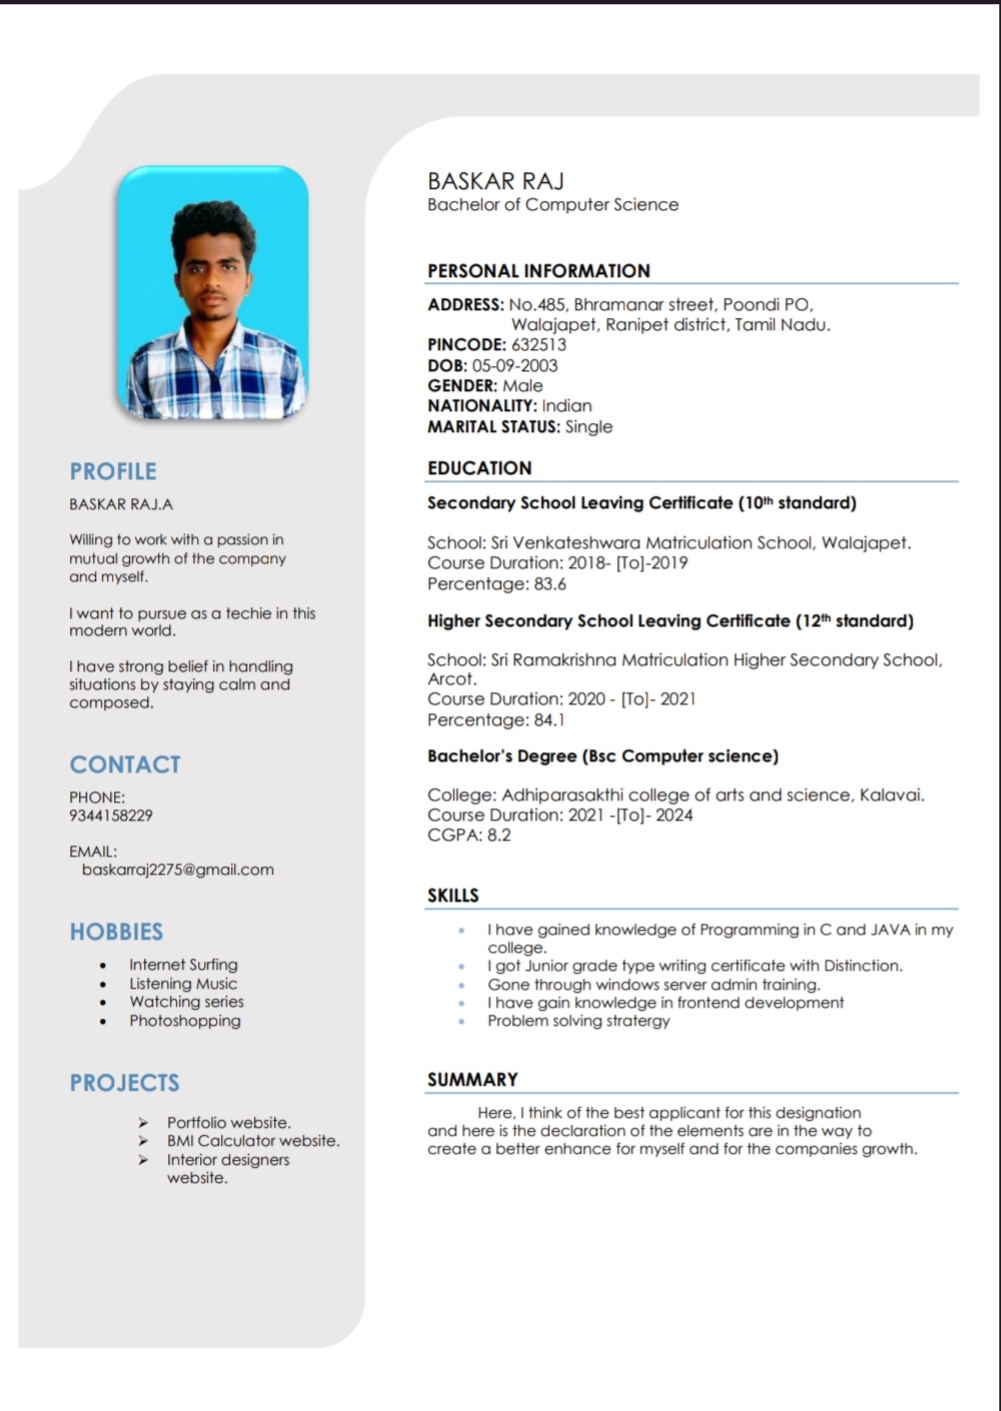 BASKAR RAJ
Bachelor of Computer Science
PERSONAL INFORMATION
ADDRESS: No.485, Bhramanar street, Poondi PO,
Walajapet, Ranipet district, Tamil Nadu.
PINCODE: 632513
DOB: 05-09-2003
GENDER: Male
NATIONALITY: Indian
MARITAL STATUS: Single
EDUCATION
Secondary School Leaving Certificate (10th standard)
School: Sri Venkateshwara Matriculation School, Walajapet.
Course Duration: 2018- [To]-2019
Percentage: 83.6
Higher Secondary School Leaving Certificate (12th standard)
School: Sri Ramakrishna Matriculation Higher Secondary School,
Arcot.
Course Duration: 2020 - [To]- 2021
Percentage: 84.1
Bachelor's Degree (Bsc Computer science)
College: Adhiparasakthi college of arts and science, Kalavai.
Course Duration: 2021 -[To]- 2024
CGPA: 8.2
SKILLS
• I have gained knowledge of Programming in C and JAVA in my
college.
• I got Junior grade type writing certificate with Distinction.
• Gone through windows server admin training.
• I have gain knowledge in frontend development
• Problem solving stratergy
SUMMARY
Here, I think of the best applicant for this designation
and here is the declaration of the elements are in the way to
create a better enhance for myself and for the companies growth.
PROFILE
BASKAR RAJ.A
Willing to work with a passion in
mutual growth of the company
and myself.
I want to pursue as a techie in this
modern world.
I have strong belief in handling
situations by staying calm and
composed.
CONTACT
PHONE:
9344158229
EMAIL:
baskarraj2275@gmail.com
HOBBIES
• Internet Surfing
• Listening Music
• Watching series
• Photoshopping
PROJECTS
➢ Portfolio website.
➢ BMI Calculator website.
➢ Interior designers
website.